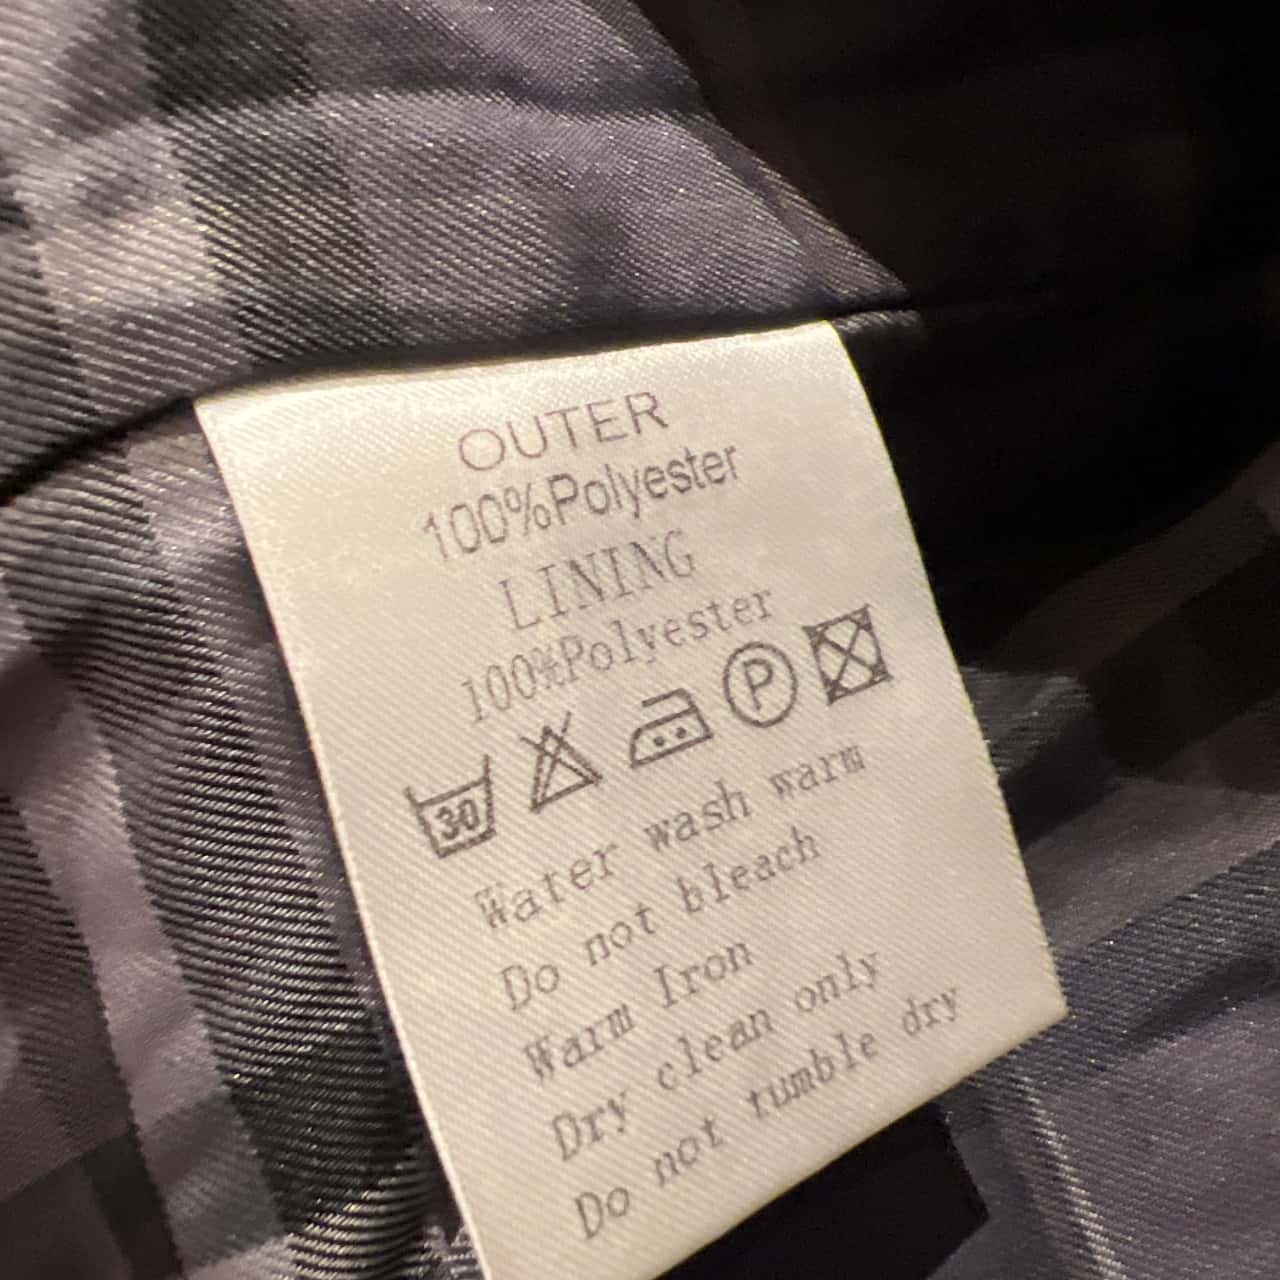 OUTER
100%Polyester
LINING
100%Polyester
30 P
Water wash warm
Do not bleach
Warm Iron
Dry clean only
Do not tumble dry